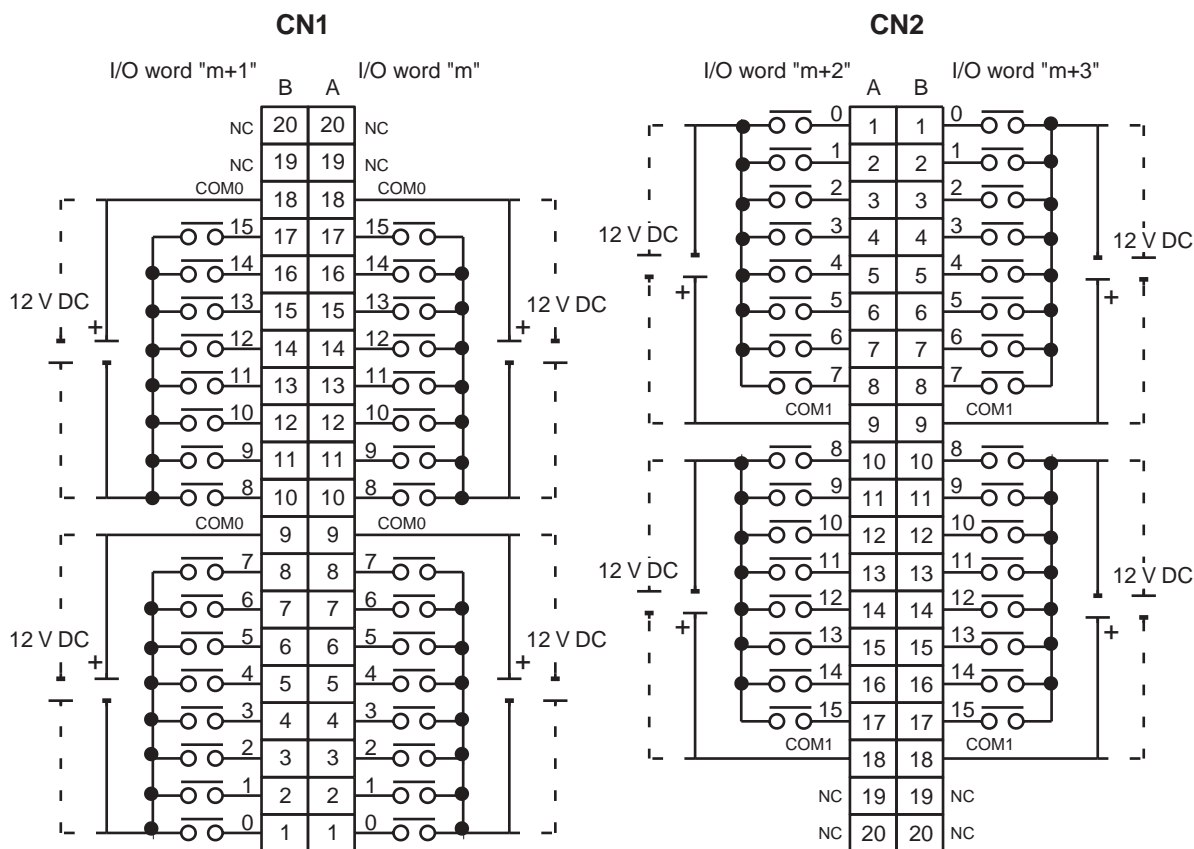 CN1
I/O word "m+1" I/O word "m"
B A
NC 20 20 NC
NC 19 19 NC
COM0 18 18 COM0
15 17 17 15
14 16 16 14
13 15 15 13
12 V DC 12 V DC
+ 12 14 14 12 +
11 13 13 11
10 12 12 10
9 11 11 9
8 10 10 8
COM0 9 9 COM0
7 8 8 7
6 7 7 6
5 6 6 5
12 V DC 12 V DC
+ 4 5 5 4 +
3 4 4 3
2 3 3 2
1 2 2 1
0 1 1 0
CN2
I/O word "m+2" I/O word "m+3"
A B
0 1 1 0
1 2 2 1
2 3 3 2
12 V DC 3 4 4 3 12 V DC
4 5 5 4
+ 5 6 6 5 +
6 7 7 6
7 8 8 7
COM1 COM1
9 9
8 10 10 8
9 11 11 9
10 12 12 10
12 V DC 11 13 13 11 12 V DC
12 14 14 12
+ 13 15 15 13 +
14 16 16 14
15 17 17 15
COM1 COM1
18 18
NC 19 19 NC
NC 20 20 NC